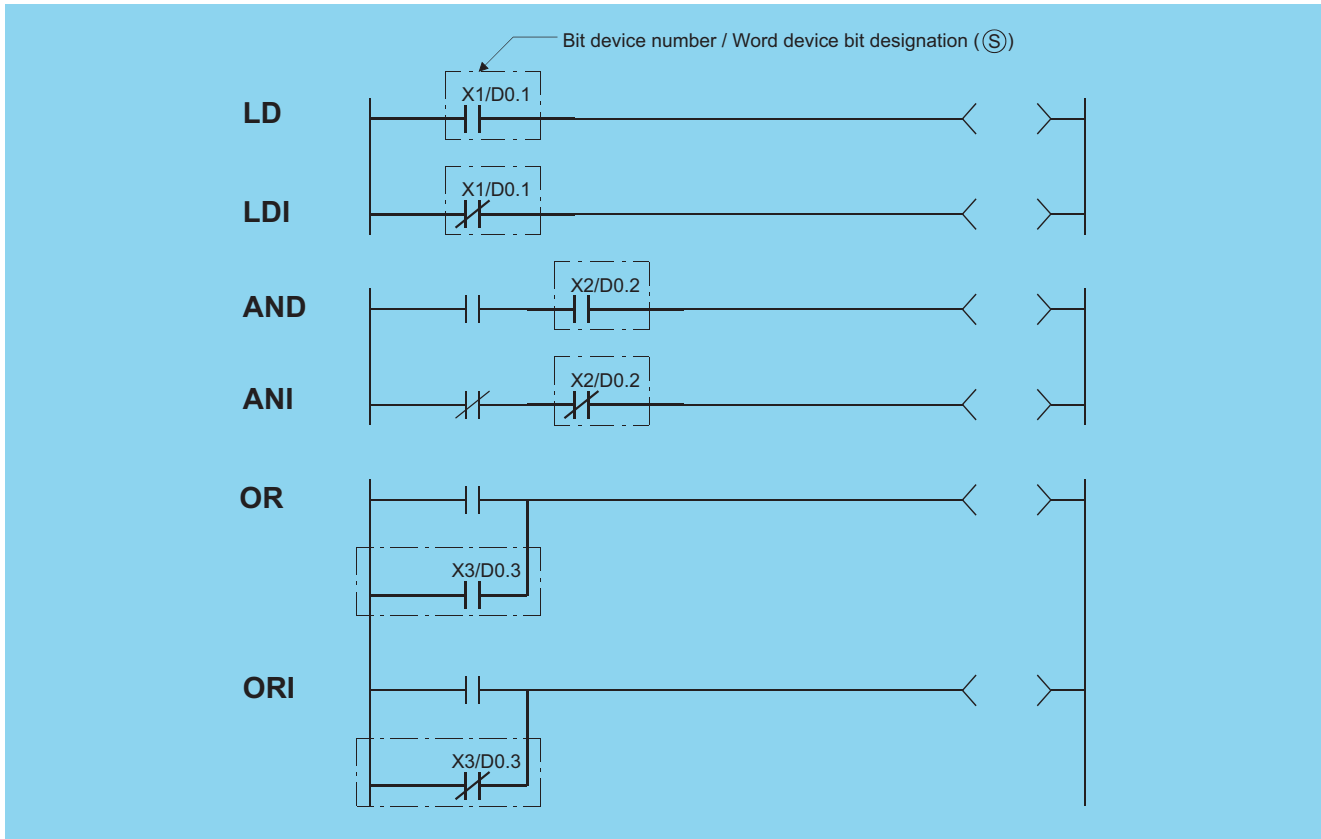 Bit device number / Word device bit designation (Ⓢ)
LD
X1/D0.1
LDI
X1/D0.1
AND
X2/D0.2
ANI
X2/D0.2
OR
X3/D0.3
ORI
X3/D0.3